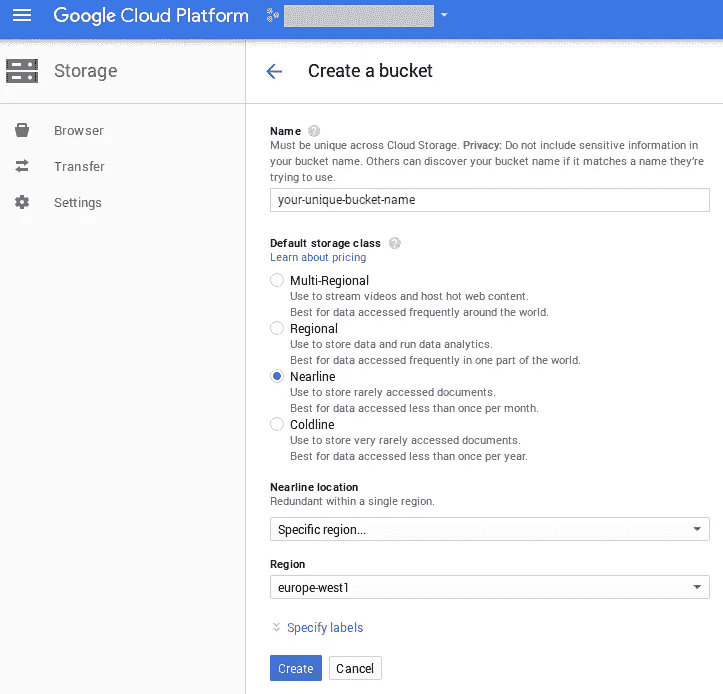 Google Cloud Platform
Storage
Create a bucket
Browser
Transfer
Settings
Name ?
Must be unique across Cloud Storage. Privacy: Do not include sensitive information in
your bucket name. Others can discover your bucket name if it matches a name they're
trying to use.
your-unique-bucket-name
Default storage class ?
Learn about pricing
Multi-Regional
Use to stream videos and host hot web content.
Best for data accessed frequently around the world.
Regional
Use to store data and run data analytics.
Best for data accessed frequently in one part of the world.
Nearline
Use to store rarely accessed documents.
Best for data accessed less than once per month.
Coldline
Use to store very rarely accessed documents.
Best for data accessed less than once per year.
Nearline location
Redundant within a single region.
Specific region...
Region
europe-west1
Specify labels
Create Cancel